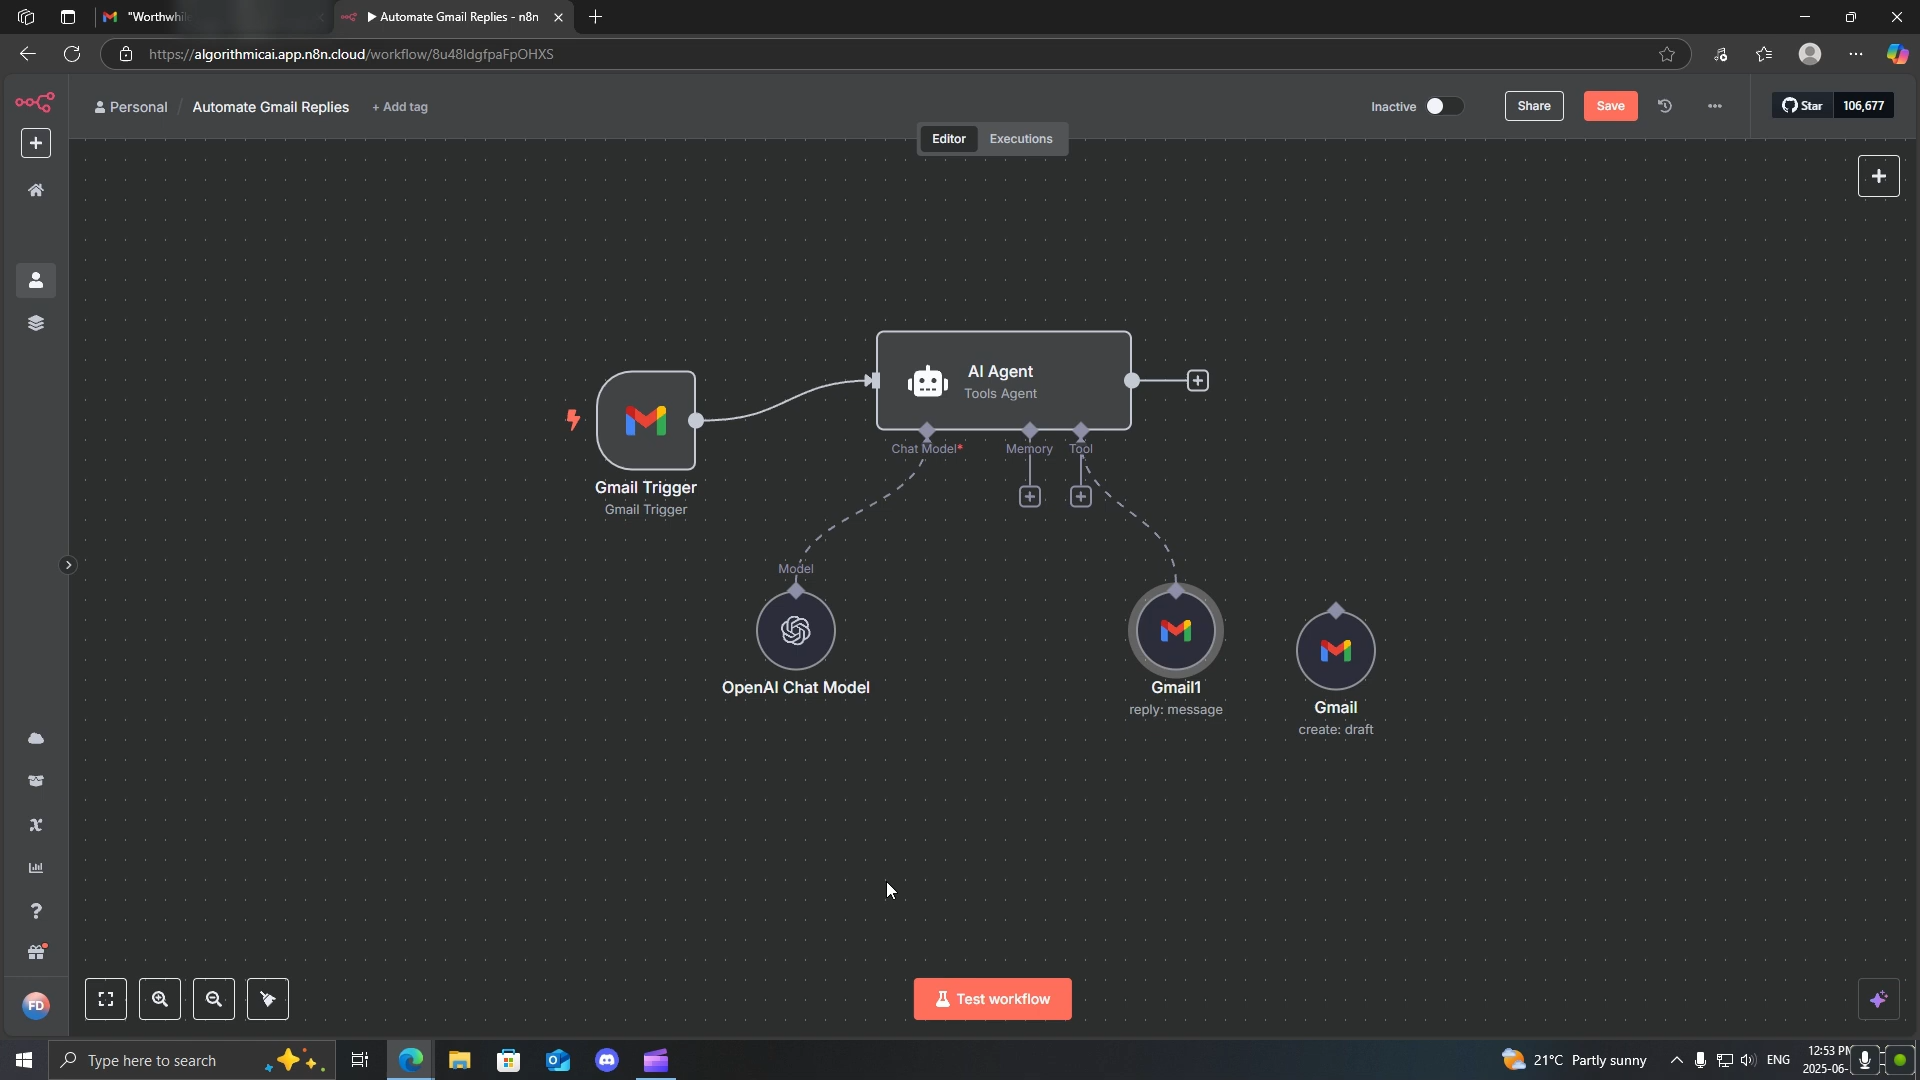 "Worthwhile
Automate Gmail Replies - n8n
https://algorithmicai.app.n8n.cloud/workflow/8u48ldgfpaFpOHXS
Personal / Automate Gmail Replies + Add tag
Inactive
Share
Save
Star 106,677
Editor Executions
AI Agent
Tools Agent
Chat Model*
Memory
Tool
Gmail Trigger
Gmail Trigger
Model
OpenAI Chat Model
Gmail1
reply: message
Gmail
create: draft
FD
Test workflow
Type here to search
21°C Partly sunny
ENG
12:53 PM
2025-06-